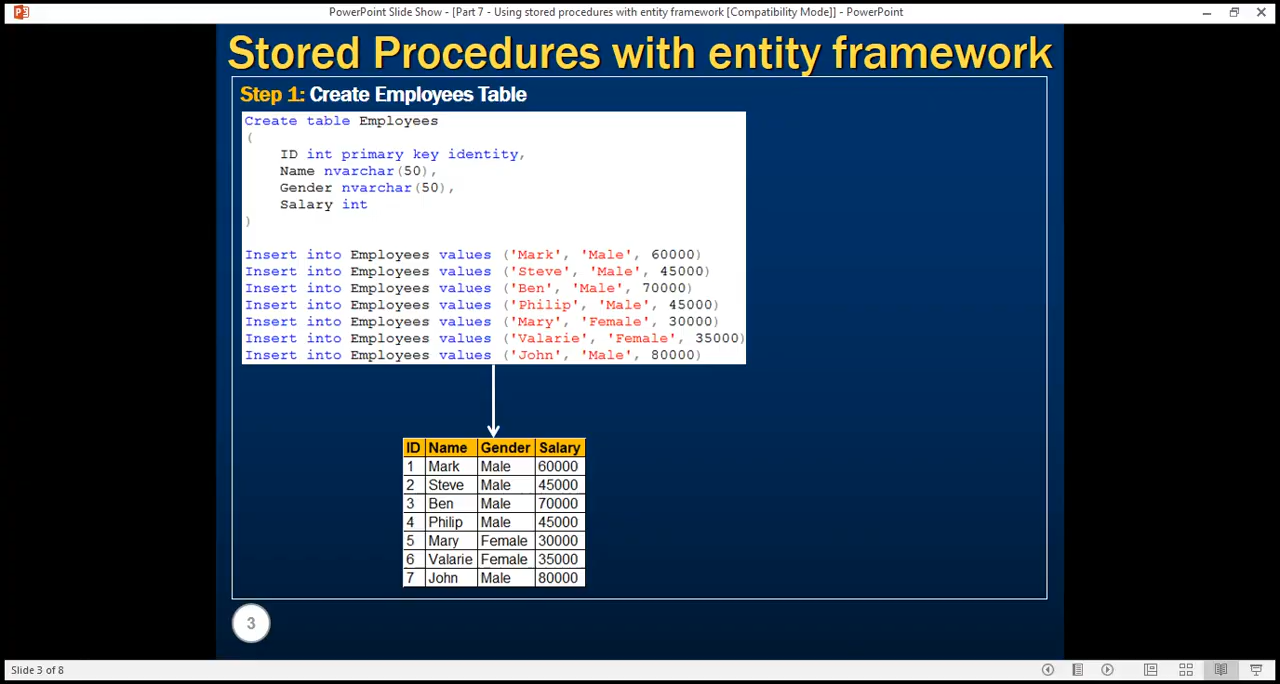 PowerPoint Slide Show - [Part 7 - Using stored procedures with entity framework [Compatibility Mode]] - PowerPoint
Stored Procedures with entity framework
Step 1: Create Employees Table
Create table Employees
(
ID int primary key identity,
Name nvarchar(50),
Gender nvarchar(50),
Salary int
)
Insert into Employees values ('Mark', 'Male', 60000)
Insert into Employees values ('Steve', 'Male', 45000)
Insert into Employees values ('Ben', 'Male', 70000)
Insert into Employees values ('Philip', 'Male', 45000)
Insert into Employees values ('Mary', 'Female', 30000)
Insert into Employees values ('Valarie', 'Female', 35000)
Insert into Employees values ('John', 'Male', 80000)
ID Name Gender Salary
1 Mark Male 60000
2 Steve Male 45000
3 Ben Male 70000
4 Philip Male 45000
5 Mary Female 30000
6 Valarie Female 35000
7 John Male 80000
3
Slide 3 of 8